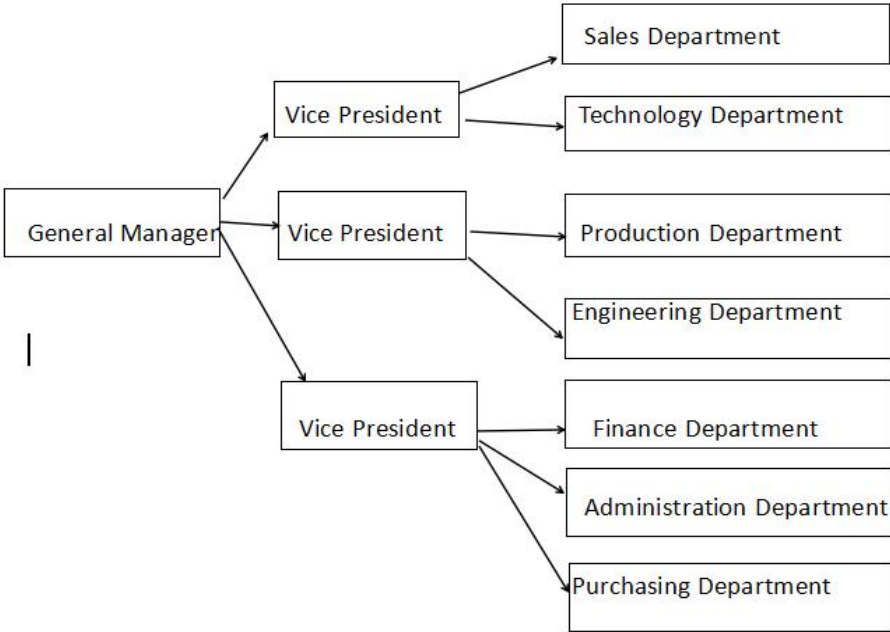 Sales Department
Vice President
Technology Department
General Manager
Vice President
Production Department
Engineering Department
Vice President
Finance Department
Administration Department
Purchasing Department